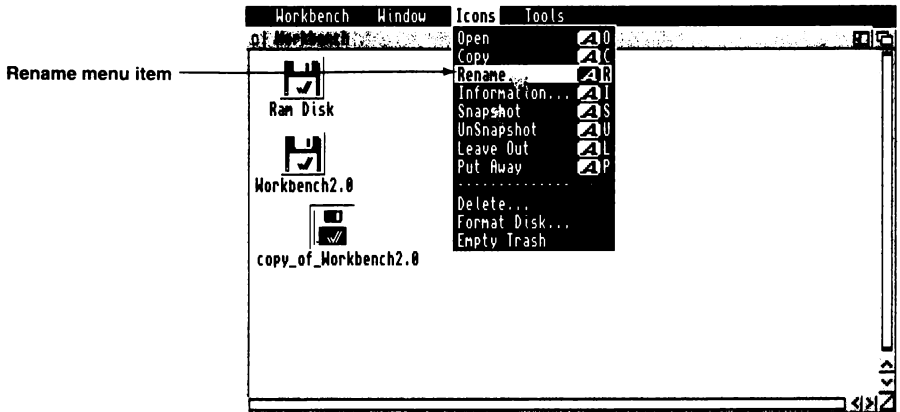 Workbench Window Icons Tools
Workbench
Open A O
Copy A C
Rename menu item
Rename... A R
Information... A I
Snapshot A S
UnSnapshot A U
Leave Out A L
Put Away A P
Delete...
Format Disk...
Empty Trash
Ram Disk
Workbench2.0
copy_of_Workbench2.0